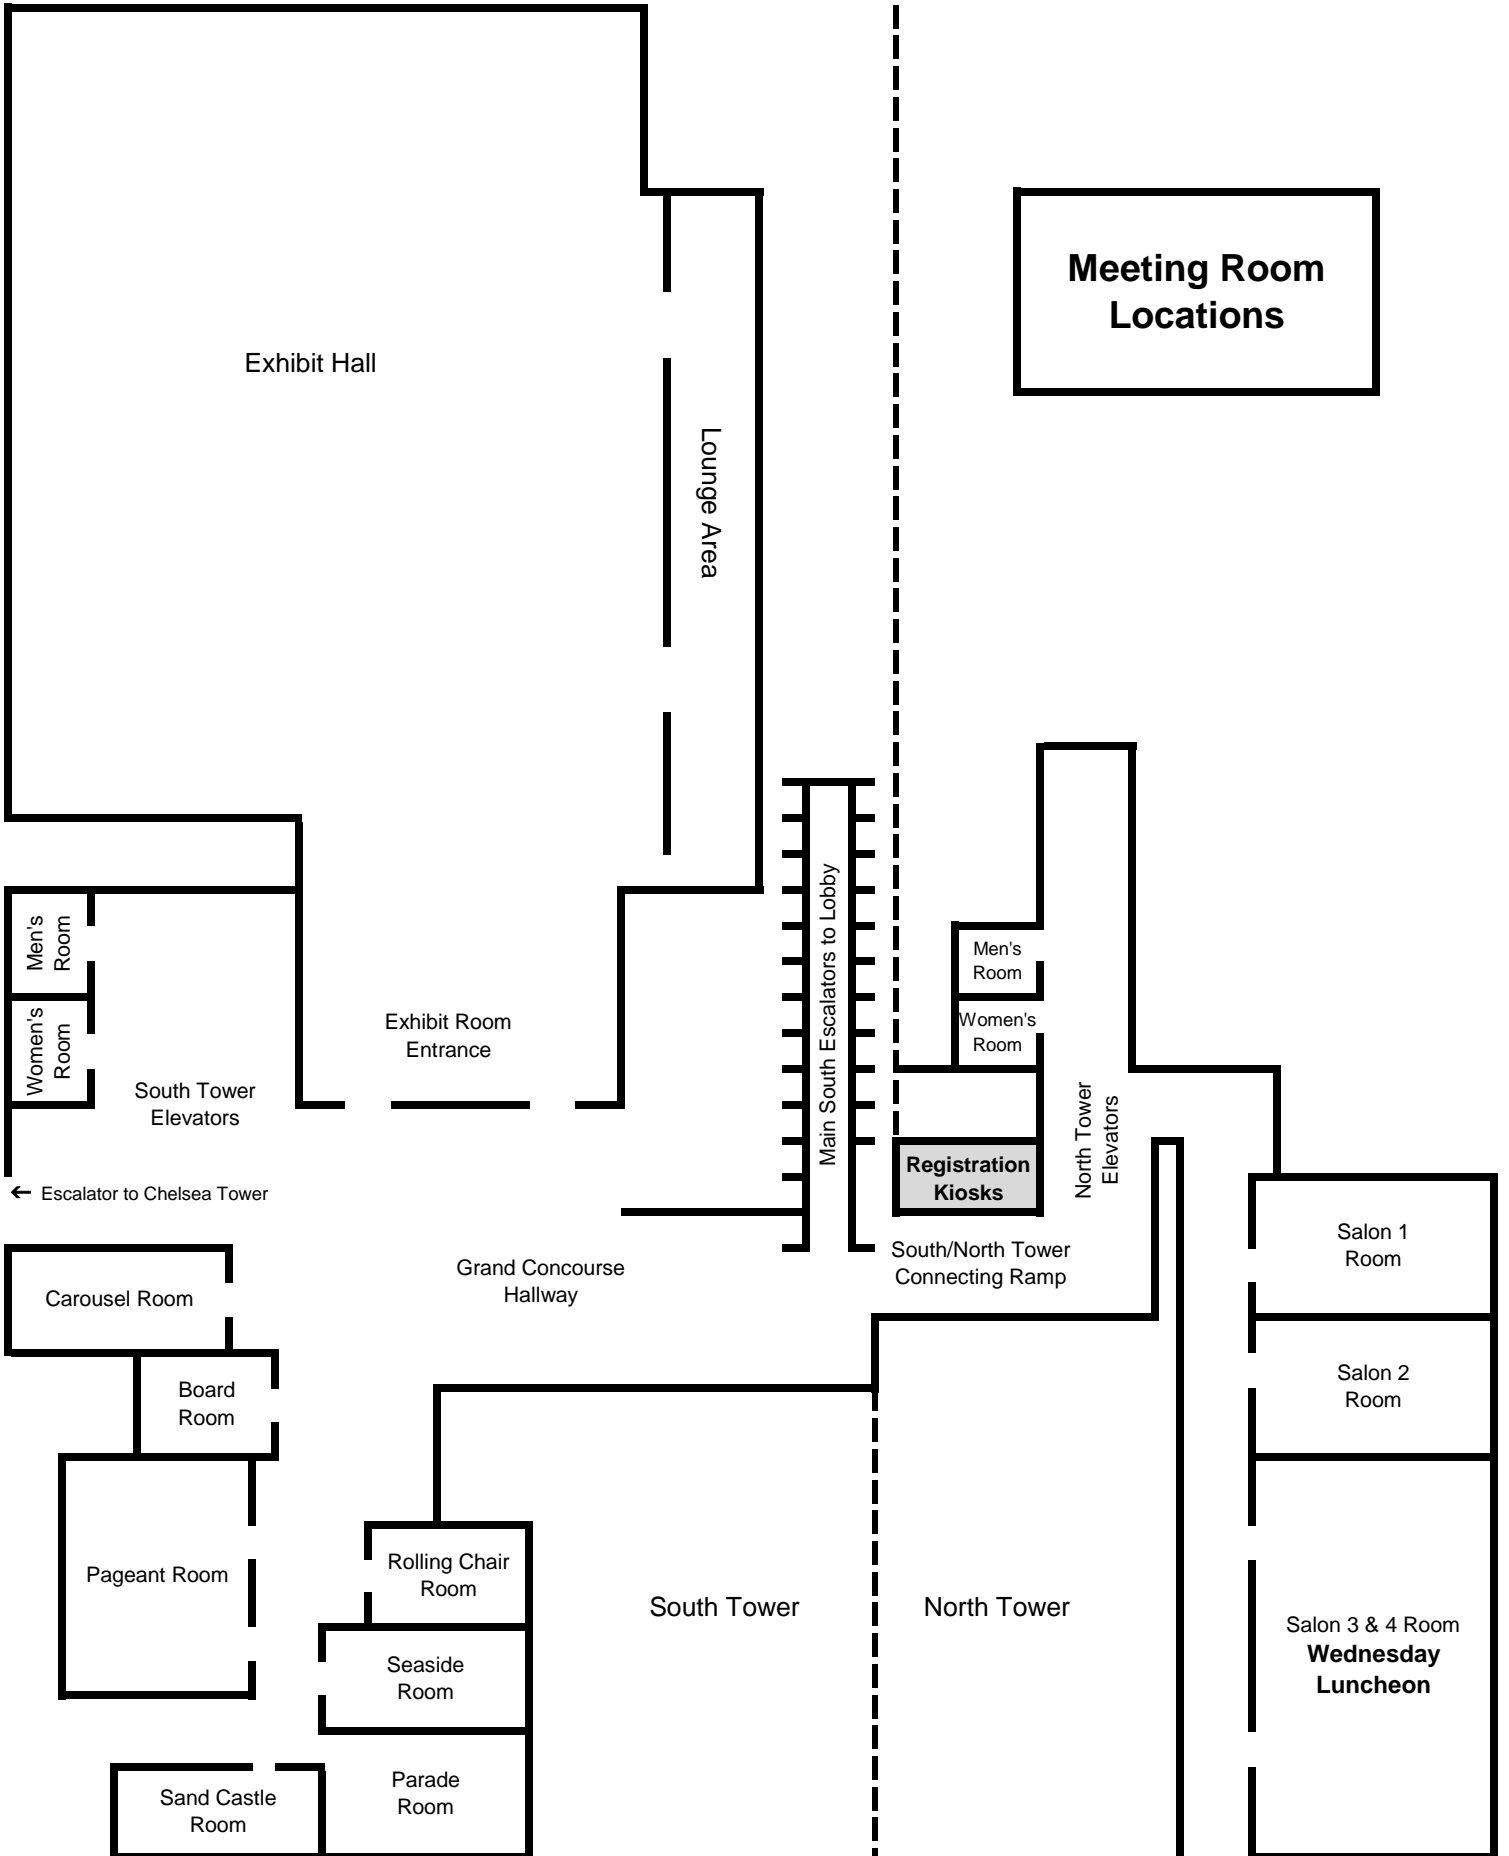 Meeting Room
Locations
Exhibit Hall
Lounge Area
Main South Escalators to Lobby
Men's
Room
Women's
Room
South Tower
Elevators
Exhibit Room
Entrance
Men's
Room
Women's
Room
North Tower
Elevators
Registration
Kiosks
← Escalator to Chelsea Tower
South/North Tower
Connecting Ramp
Grand Concourse
Hallway
Salon 1
Room
Carousel Room
Board
Room
Salon 2
Room
Pageant Room
Rolling Chair
Room
South Tower
North Tower
Seaside
Room
Salon 3 & 4 Room
Wednesday
Luncheon
Parade
Room
Sand Castle
Room